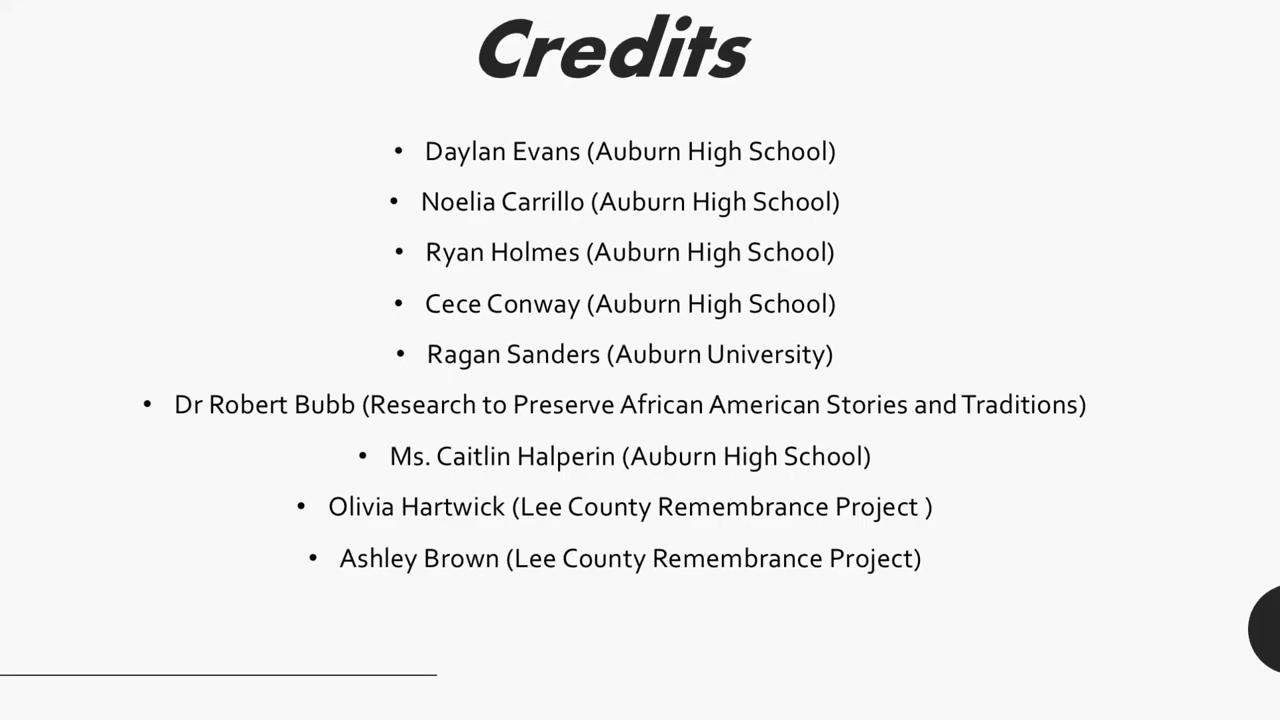 Credits
• Daylan Evans (Auburn High School)
• Noelia Carrillo (Auburn High School)
• Ryan Holmes (Auburn High School)
• Cece Conway (Auburn High School)
• Ragan Sanders (Auburn University)
• Dr Robert Bubb (Research to Preserve African American Stories and Traditions)
• Ms. Caitlin Halperin (Auburn High School)
• Olivia Hartwick (Lee County Remembrance Project )
• Ashley Brown (Lee County Remembrance Project)